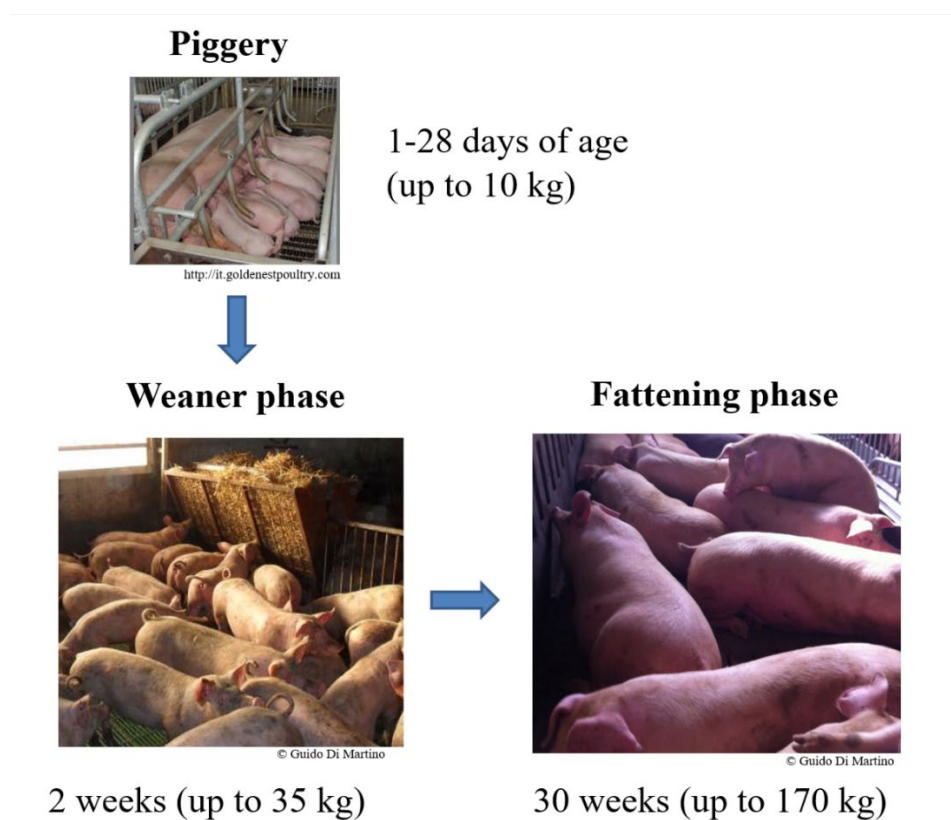 Piggery
1-28 days of age
(up to 10 kg)
http://it.goldenestpoultry.com
Weaner phase
Fattening phase
© Guido Di Martino
© Guido Di Martino
2 weeks (up to 35 kg)
30 weeks (up to 170 kg)